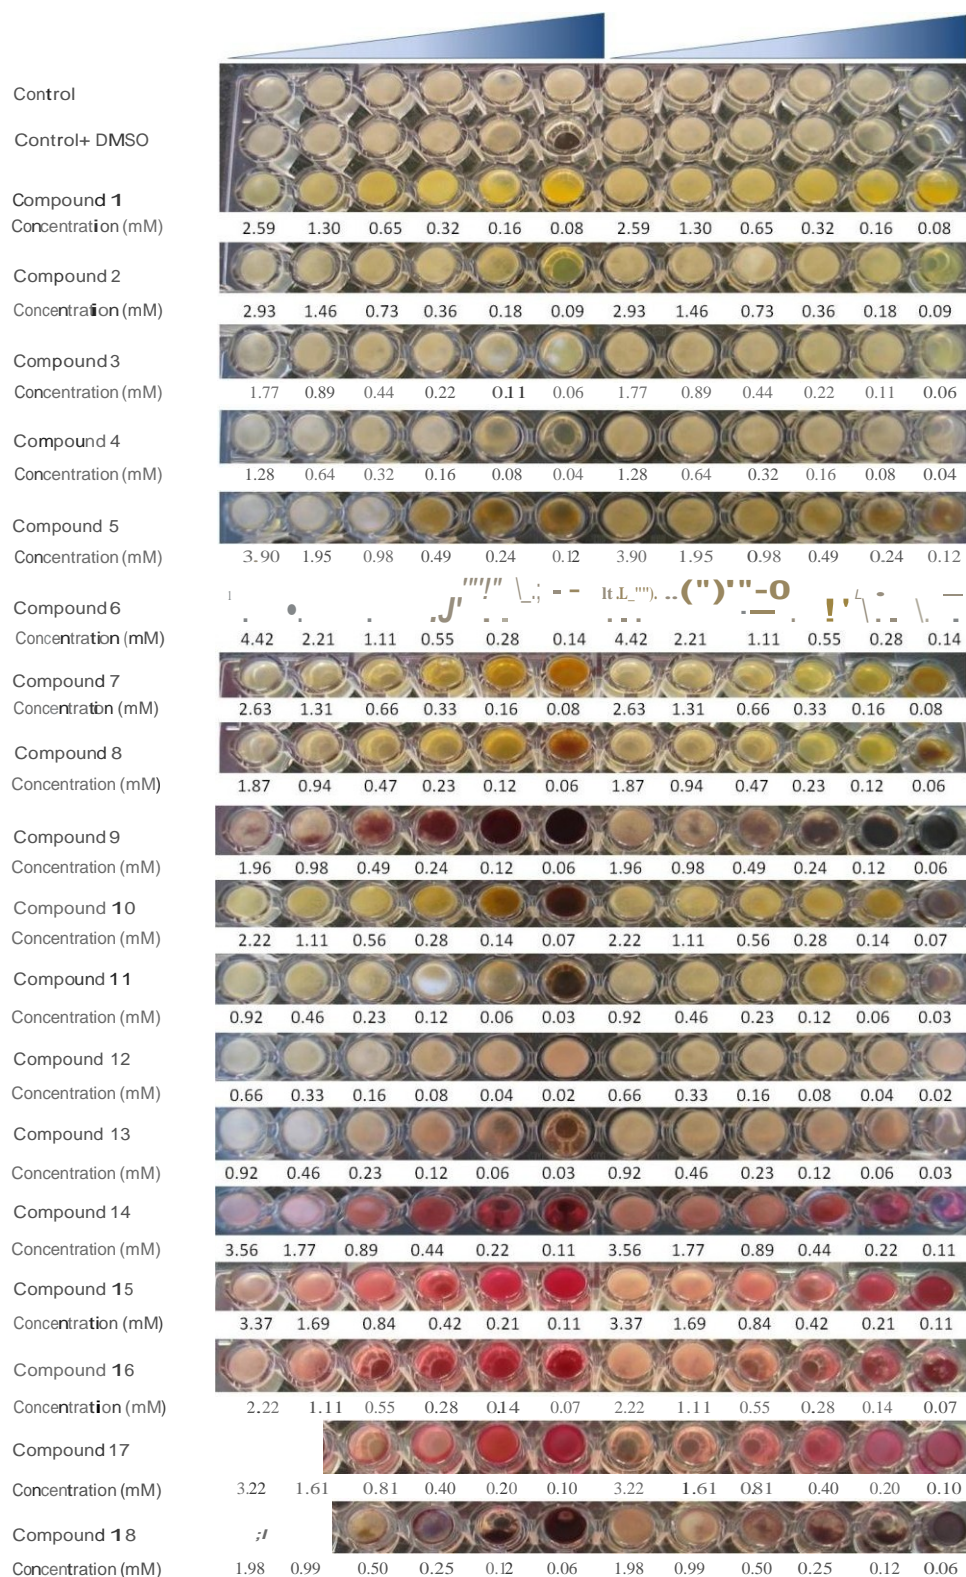 Control
Control+ DMSO
Compound 1
Concentration (mM) 2.59 1.30 0.65 0.32 0.16 0.08 2.59 1.30 0.65 0.32 0.16 0.08
Compound 2
Concentration (mM) 2.93 1.46 0.73 0.36 0.18 0.09 2.93 1.46 0.73 0.36 0.18 0.09
Compound 3
Concentration (mM) 1.77 0.89 0.44 0.22 0.11 0.06 1.77 0.89 0.44 0.22 0.11 0.06
Compound 4
Concentration (mM) 1.28 0.64 0.32 0.16 0.08 0.04 1.28 0.64 0.32 0.16 0.08 0.04
Compound 5
Concentration (mM) 3.90 1.95 0.98 0.49 0.24 0.12 3.90 1.95 0.98 0.49 0.24 0.12
Compound 6
Concentration (mM) 4.42 2.21 1.11 0.55 0.28 0.14 4.42 2.21 1.11 0.55 0.28 0.14
Compound 7
Concentration (mM) 2.63 1.31 0.66 0.33 0.16 0.08 2.63 1.31 0.66 0.33 0.16 0.08
Compound 8
Concentration (mM) 1.87 0.94 0.47 0.23 0.12 0.06 1.87 0.94 0.47 0.23 0.12 0.06
Compound 9
Concentration (mM) 1.96 0.98 0.49 0.24 0.12 0.06 1.96 0.98 0.49 0.24 0.12 0.06
Compound 10
Concentration (mM) 2.22 1.11 0.56 0.28 0.14 0.07 2.22 1.11 0.56 0.28 0.14 0.07
Compound 11
Concentration (mM) 0.92 0.46 0.23 0.12 0.06 0.03 0.92 0.46 0.23 0.12 0.06 0.03
Compound 12
Concentration (mM) 0.66 0.33 0.16 0.08 0.04 0.02 0.66 0.33 0.16 0.08 0.04 0.02
Compound 13
Concentration (mM) 0.92 0.46 0.23 0.12 0.06 0.03 0.92 0.46 0.23 0.12 0.06 0.03
Compound 14
Concentration (mM) 3.56 1.77 0.89 0.44 0.22 0.11 3.56 1.77 0.89 0.44 0.22 0.11
Compound 15
Concentration (mM) 3.37 1.69 0.84 0.42 0.21 0.11 3.37 1.69 0.84 0.42 0.21 0.11
Compound 16
Concentration (mM) 2.22 1.11 0.55 0.28 0.14 0.07 2.22 1.11 0.55 0.28 0.14 0.07
Compound 17
Concentration (mM) 3.22 1.61 0.81 0.40 0.20 0.10 3.22 1.61 0.81 0.40 0.20 0.10
Compound 18
Concentration (mM) 1.98 0.99 0.50 0.25 0.12 0.06 1.98 0.99 0.50 0.25 0.12 0.06